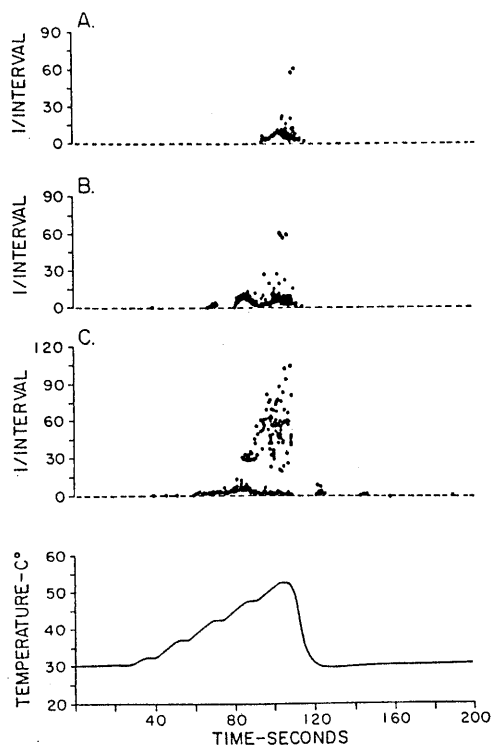 A.
90
60
30
0
I/INTERVAL
B.
90
60
30
0
I/INTERVAL
C.
120
90
60
30
0
I/INTERVAL
60
50
40
30
20
TEMPERATURE-C°
40 80 120 160 200
TIME-SECONDS